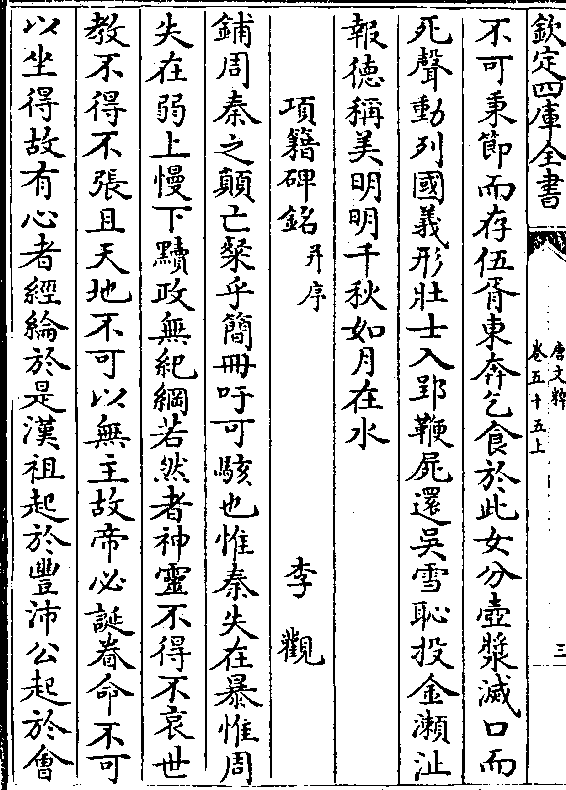 欽定四庫全書
唐文粹
卷五十五上
三
不可秉節而存伍胥東奔乞食於此女分壺漿滅口而
死聲動列國義形壯士入郢鞭屍還吳雪恥投金瀬沚
報德稱美明明千秋如月在水
項籍碑銘 并序 李觀
鋪周秦之顛亡粲乎簡冊吁可駭也惟秦失在暴惟周
失在弱上慢下黷政無紀綱若然者神靈不得不哀世
教不得不張且天地不可以無主故帝必誕眷命不可
以坐得故有心者經綸於是漢祖起於豐沛公起於會